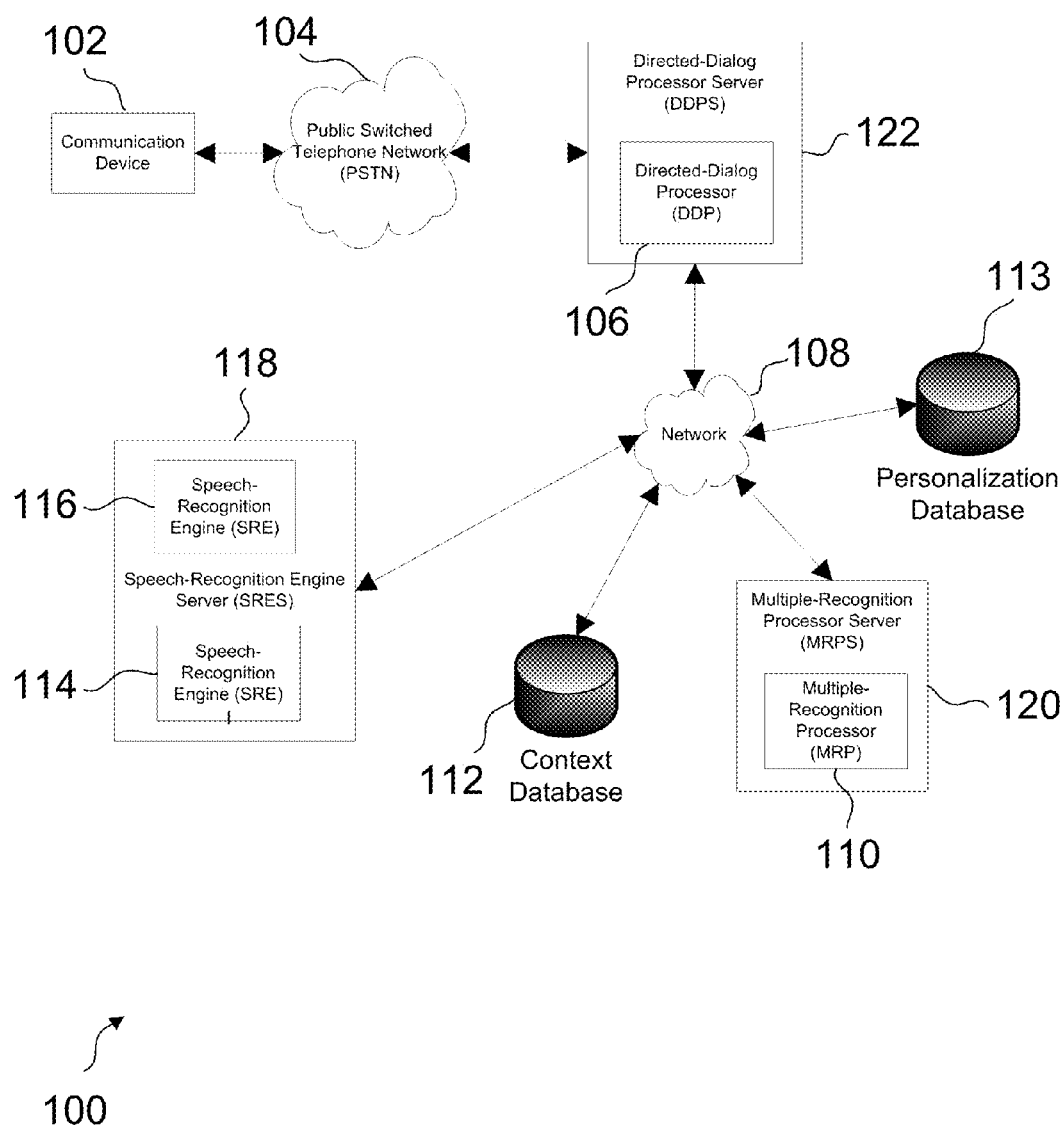 102
104
Directed-Dialog
Processor Server
(DDPS)
122
Communication
Device
Public Switched
Telephone Network
(PSTN)
Directed-Dialog
Processor
(DDP)
106
113
118
108
Network
Personalization
Database
116
Speech-
Recognition
Engine (SRE)
Speech-Recognition Engine
Server (SRES)
114
Speech-
Recognition
Engine (SRE)
Multiple-Recognition
Processor Server
(MRPS)
120
Multiple-
Recognition
Processor
(MRP)
112
Context
Database
110
100